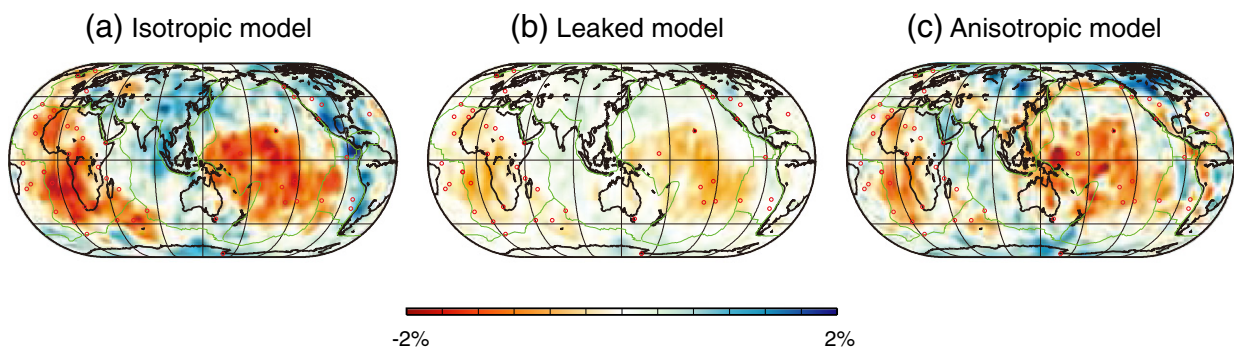 (a) Isotropic model
(b) Leaked model
(c) Anisotropic model
-2%
2%